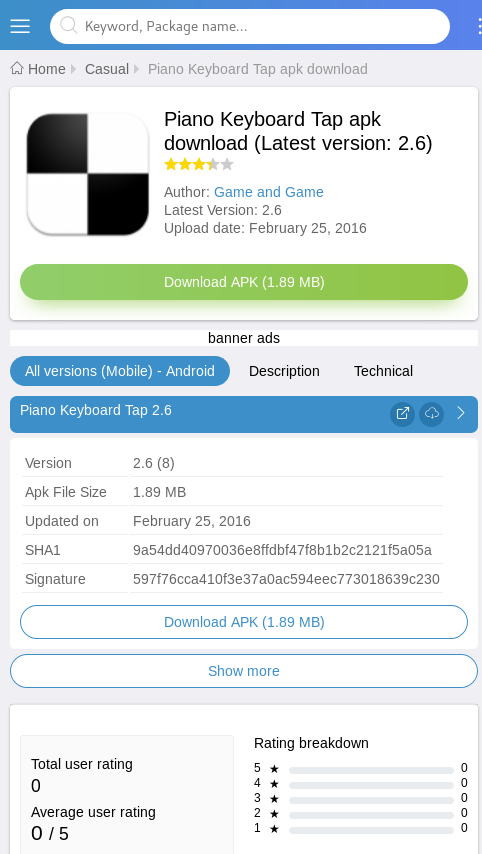 Keyword, Package name...
Home Casual Piano Keyboard Tap apk download
Piano Keyboard Tap apk
download (Latest version: 2.6)
Author: Game and Game
Latest Version: 2.6
Upload date: February 25, 2016
Download APK (1.89 MB)
banner ads
All versions (Mobile) - Android Description Technical
Piano Keyboard Tap 2.6
Version 2.6 (8)
Apk File Size 1.89 MB
Updated on February 25, 2016
SHA1 9a54dd40970036e8ffdbf47f8b1b2c2121f5a05a
Signature 597f76cca410f3e37a0ac594eec773018639c230
Download APK (1.89 MB)
Show more
Total user rating
0
Average user rating
0 / 5
Rating breakdown
5 ★ 0
4 ★ 0
3 ★ 0
2 ★ 0
1 ★ 0